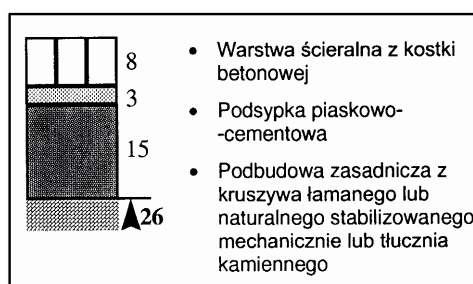 8
3
15
26
• Warstwa ścieralna z kostki
betonowej
• Podsypka piaskowo-
-cementowa
• Podbudowa zasadnicza z
kruszywa łamanego lub
naturalnego stabilizowanego
mechanicznie lub tłucznia
kamiennego